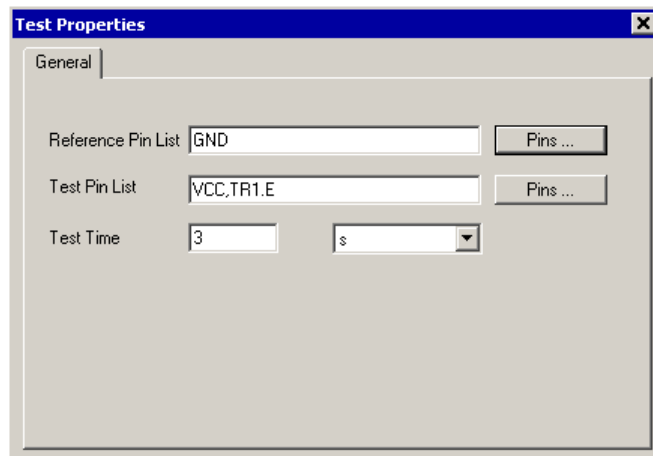 Test Properties
General
Reference Pin List GND Pins ...
Test Pin List VCC,TR1.E Pins ...
Test Time 3 s